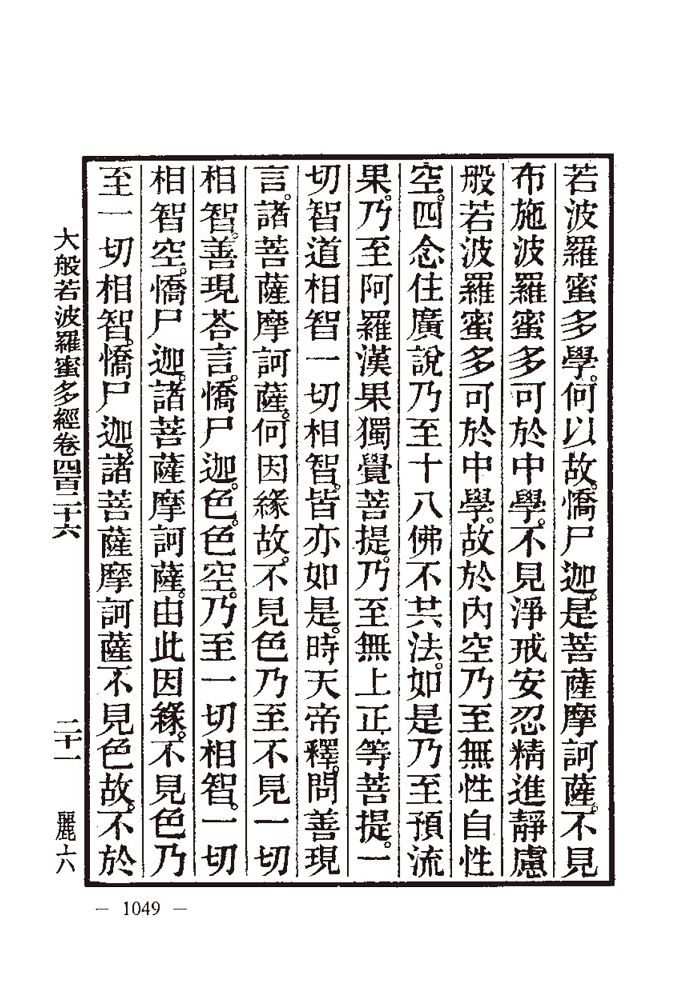 若波羅蜜多學。何以故。憍尸迦。是菩薩摩訶薩。不見
布施波羅蜜多可於中學。不見淨戒安忍精進靜慮
般若波羅蜜多可於中學。故於內空乃至無性自性
空。四念住廣說乃至十八佛不共法。如是乃至預流
果。乃至阿羅漢果獨覺菩提。乃至無上正等菩提。一
切智道相智一切相智。皆亦如是。時天帝釋。問善現
言。諸菩薩摩訶薩。何因緣故。不見色乃至不見一切
相智。善現荅言。憍尸迦。色。色空。乃至一切相智。一切
相智空。憍尸迦。諸菩薩摩訶薩。由此因緣。不見色乃
至一切相智。憍尸迦。諸菩薩摩訶薩不見色故。不於
大般若波羅蜜多經卷四百二十六
二十一
麗六
— 1049 —